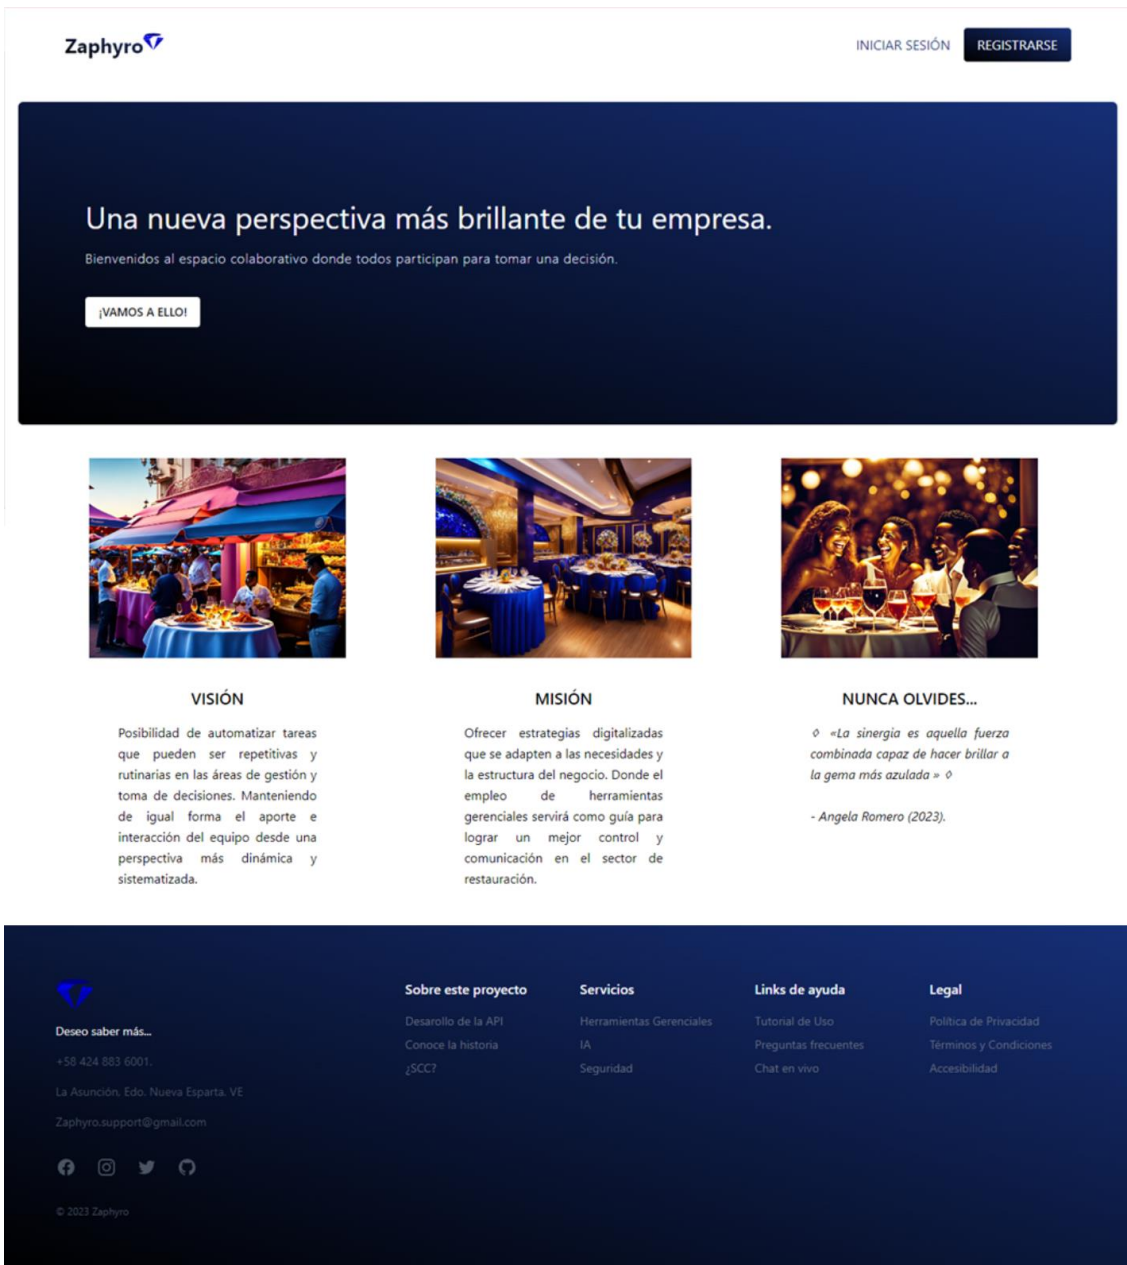 Zaphyro
INICIAR SESIÓN
REGISTRARSE
Una nueva perspectiva más brillante de tu empresa.
Bienvenidos al espacio colaborativo donde todos participan para tomar una decisión.
¡VAMOS A ELLO!
VISIÓN
Posibilidad de automatizar tareas
que pueden ser repetitivas y
rutinarias en las áreas de gestión y
toma de decisiones. Manteniendo
de igual forma el aporte e
interacción del equipo desde una
perspectiva más dinámica y
sistematizada.
MISIÓN
Ofrecer estrategias digitalizadas
que se adapten a las necesidades y
la estructura del negocio. Donde el
empleo de herramientas
gerenciales servirá como guía para
lograr un mejor control y
comunicación en el sector de
restauración.
NUNCA OLVIDES...
◊ «La sinergia es aquella fuerza
combinada capaz de hacer brillar a
la gema más azulada » ◊
- Angela Romero (2023).
Deseo saber más...
+58 424 883 6001.
La Asunción. Edo. Nueva Esparta. VE
Zaphyro.support@gmail.com
© 2023 Zaphyro
Sobre este proyecto
Desarollo de la API
Conoce la historia
¿SCC?
Servicios
Herramientas Gerenciales
IA
Seguridad
Links de ayuda
Tutorial de Uso
Preguntas frecuentes
Chat en vivo
Legal
Política de Privacidad
Términos y Condiciones
Accesibilidad